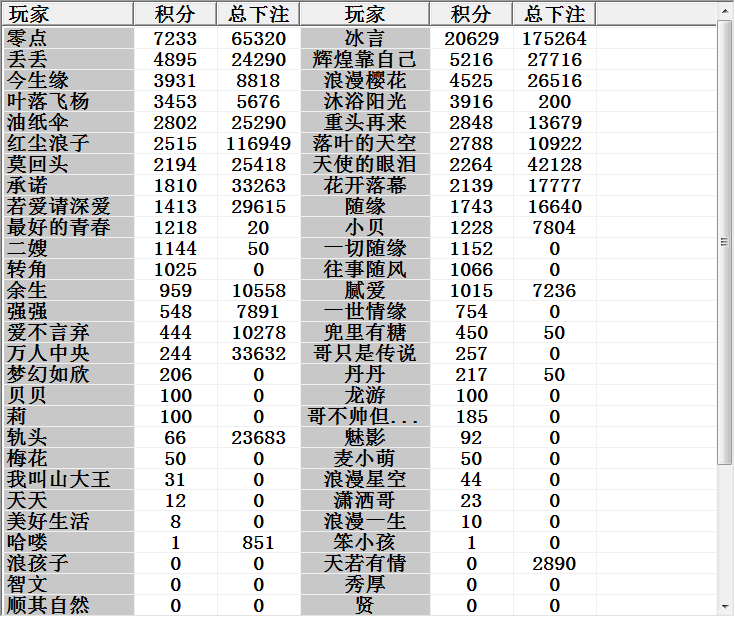 玩家 积分 总下注 玩家 积分 总下注
零点 7233 65320 冰言 20629 175264
丢丢 4895 24290 辉煌靠自己 5216 27716
今生缘 3931 8818 浪漫樱花 4525 26516
叶落飞杨 3453 5676 沐浴阳光 3916 200
油纸伞 2802 25290 重头再来 2848 13679
红尘浪子 2515 116949 落叶的天空 2788 10922
莫回头 2194 25418 天使的眼泪 2264 42128
承诺 1810 33263 花开落幕 2139 17777
若爱请深爱 1413 29615 随缘 1743 16640
最好的青春 1218 20 小贝 1228 7804
二嫂 1144 50 一切随缘 1152 0
转角 1025 0 往事随风 1066 0
余生 959 10558 腻爱 1015 7236
强强 548 7891 一世情缘 754 0
爱不言弃 444 10278 兜里有糖 450 50
万人中央 244 33632 哥只是传说 257 0
梦幻如欣 206 0 丹丹 217 50
贝贝 100 0 龙游 100 0
莉 100 0 哥不帅但... 185 0
轨头 66 23683 魅影 92 0
梅花 50 0 麦小萌 50 0
我叫山大王 31 0 浪漫星空 44 0
天天 12 0 潇洒哥 23 0
美好生活 8 0 浪漫一生 10 0
哈喽 1 851 笨小孩 1 0
浪孩子 0 0 天若有情 0 2890
智文 0 0 秀厚 0 0
顺其自然 0 0 贤 0 0